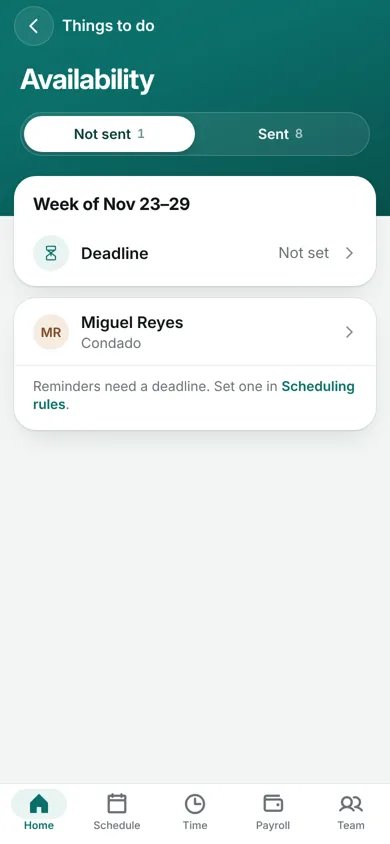 Things to do
Availability
Not sent 1
Sent 8
Week of Nov 23–29
Deadline
Not set
MR
Miguel Reyes
Condado
Reminders need a deadline. Set one in Scheduling
rules.
Home
Schedule
Time
Payroll
Team